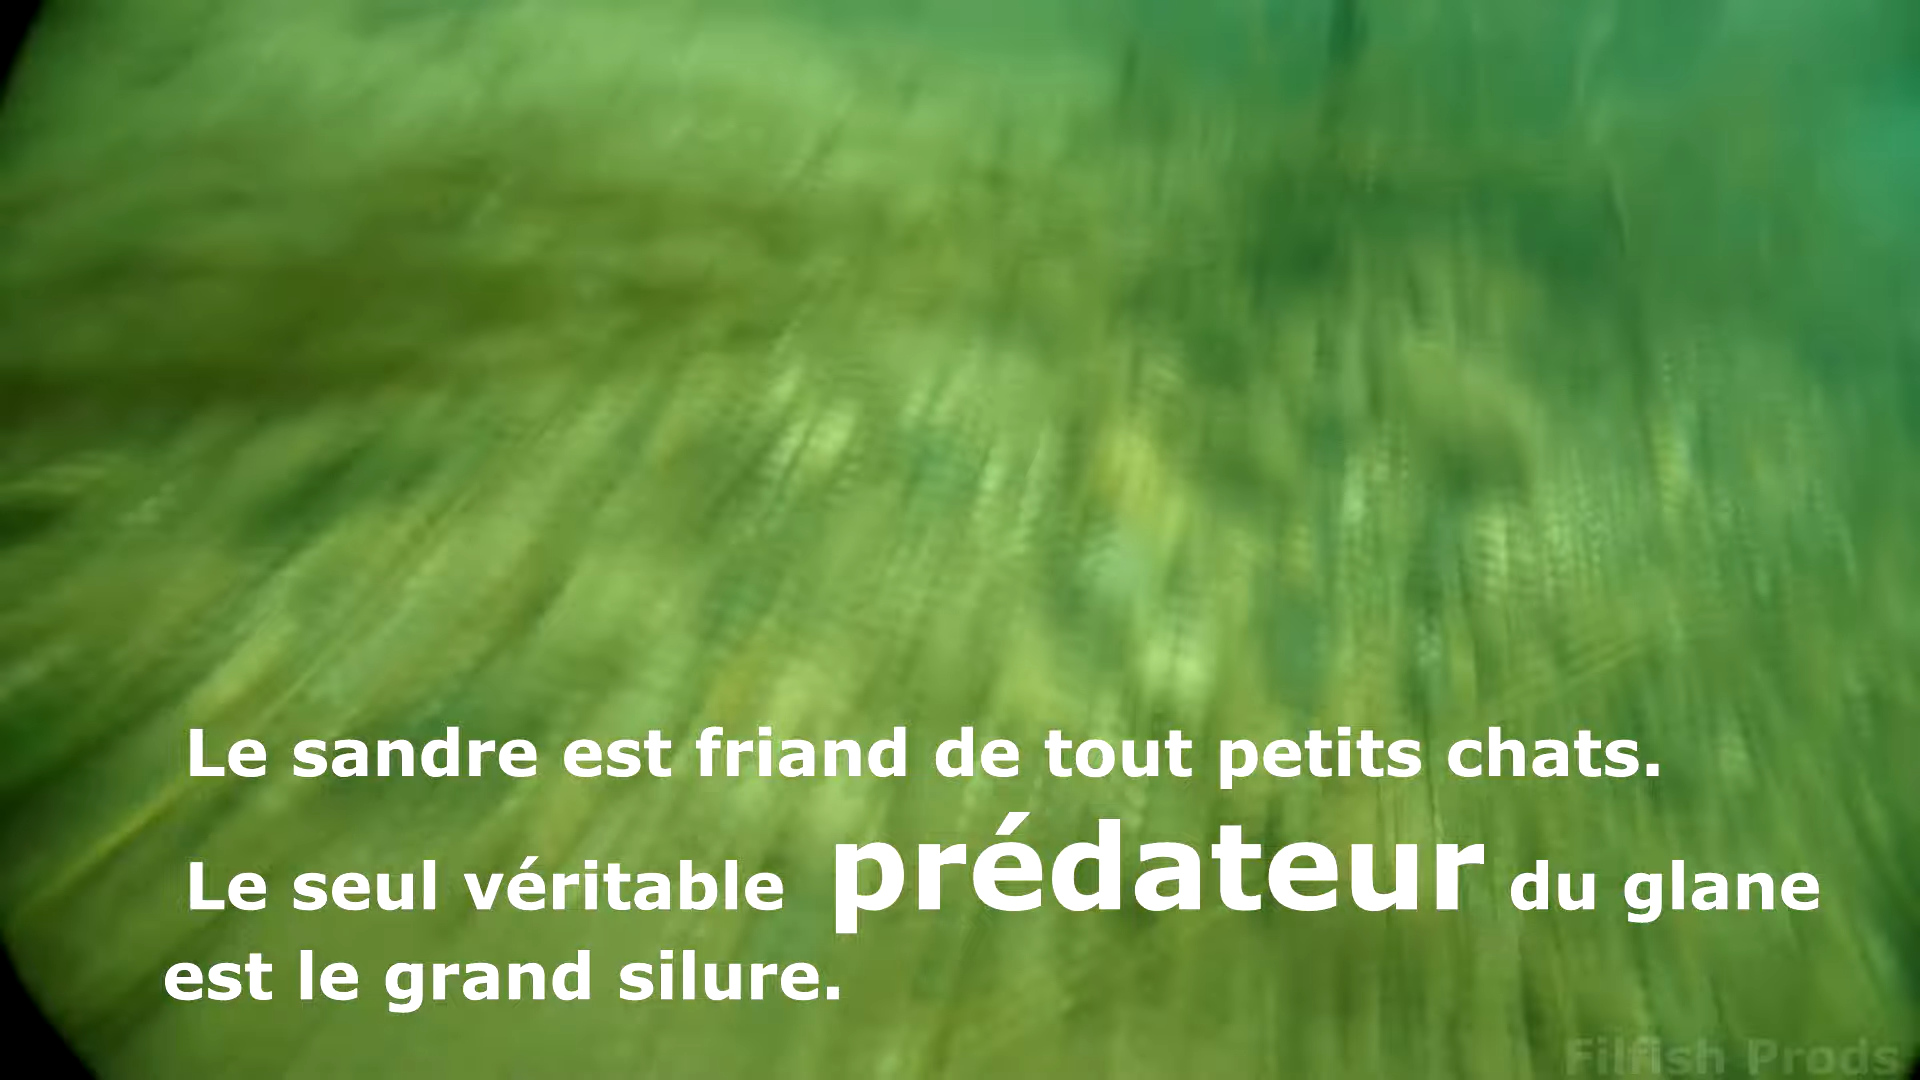 Le sandre est friand de tout petits chats.
Le seul véritable prédateur du glane
est le grand silure.
Filfish Prods